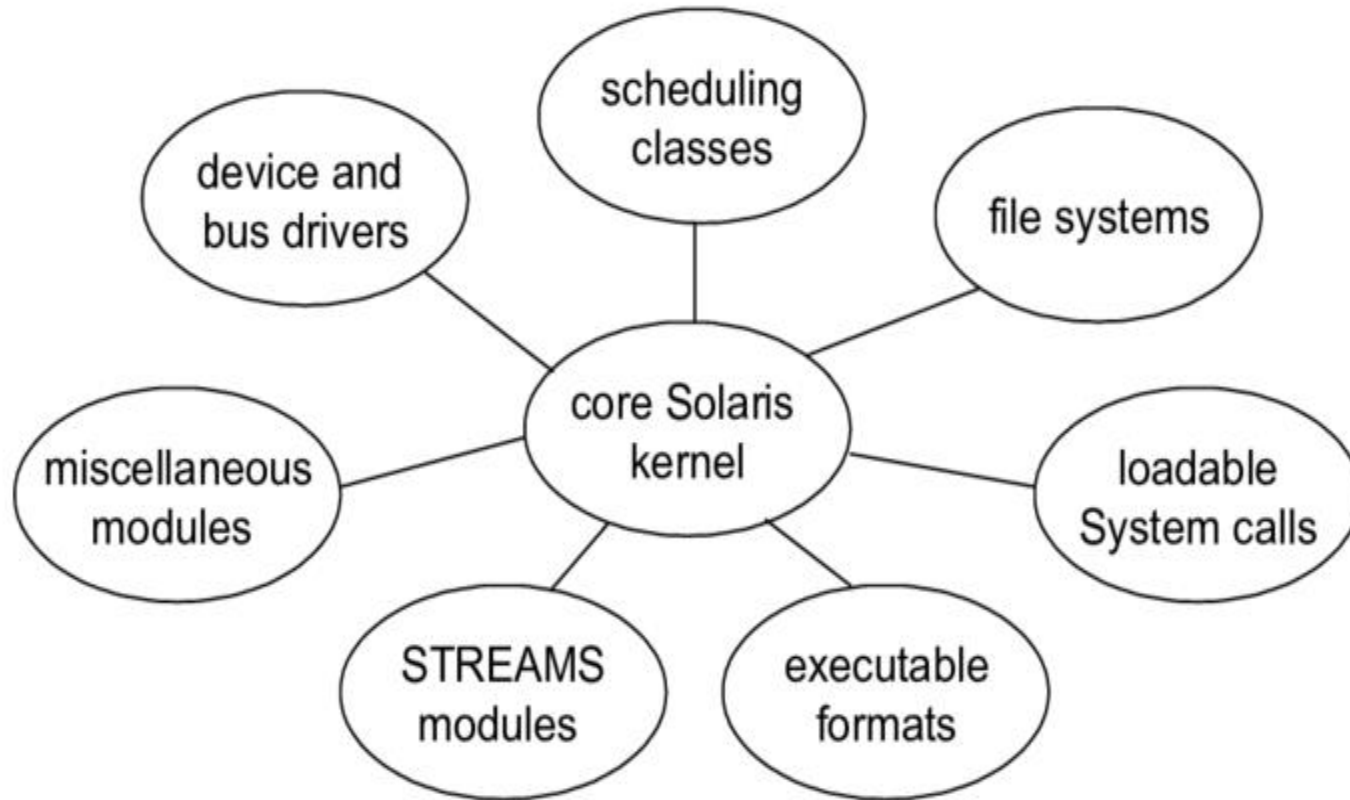 scheduling
classes
device and
bus drivers
file systems
core Solaris
kernel
miscellaneous
modules
loadable
System calls
STREAMS
modules
executable
formats